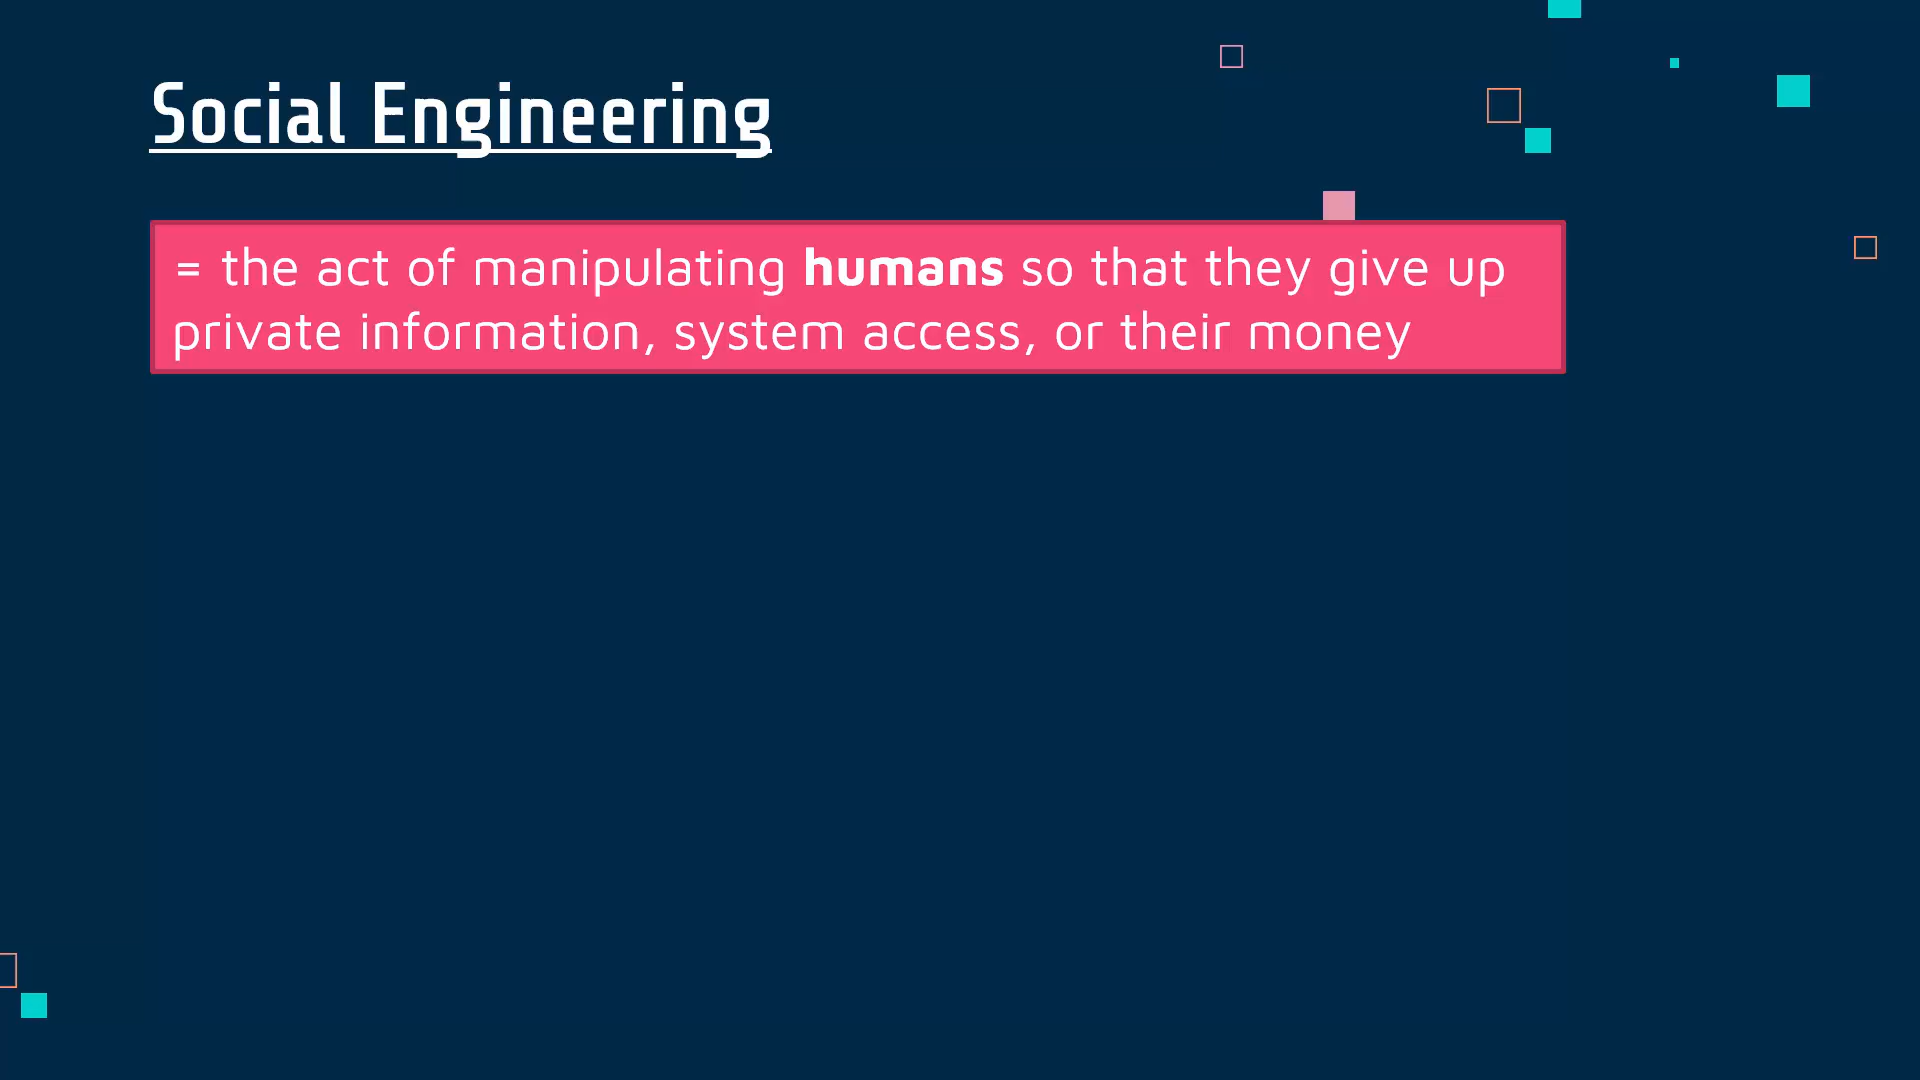 Social Engineering
= the act of manipulating humans so that they give up
private information, system access, or their money